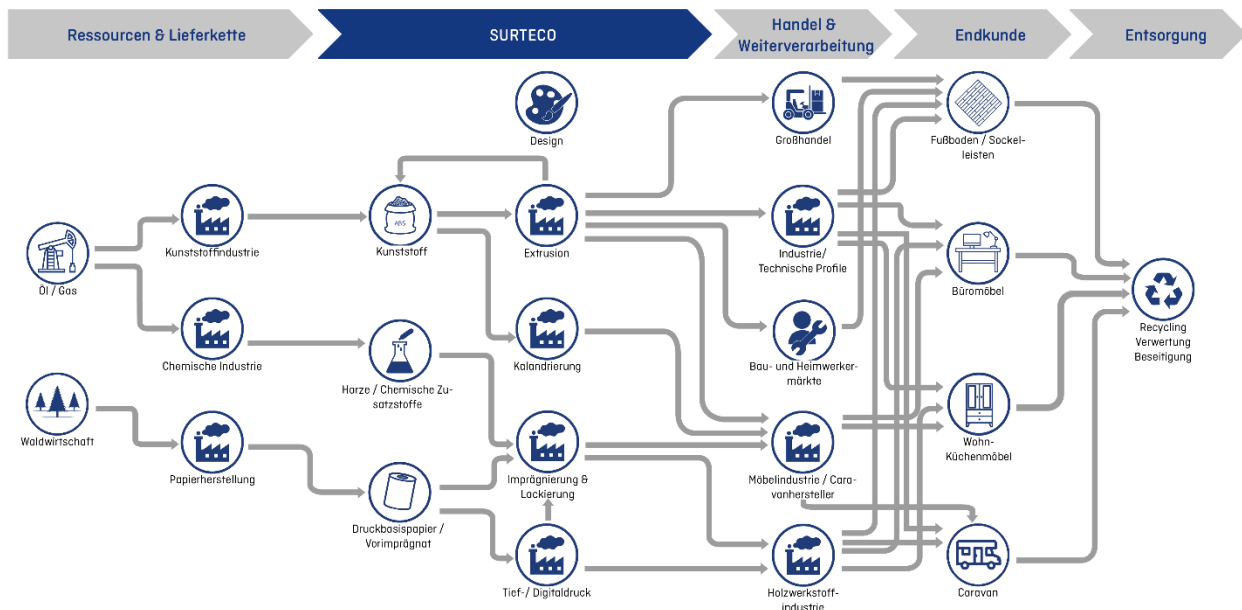 Ressourcen & Lieferkette
SURTECO
Handel &
Weiterverarbeitung
Endkunde
Entsorgung
Design
Großhandel
Fußboden / Sockel-
leisten
Öl / Gas
Kunststoffindustrie
ABS
Kunststoff
Extrusion
Industrie/
Technische Profile
Büromöbel
Recycling
Verwertung
Beseitigung
Chemische Industrie
Harze / Chemische Zu-
satzstoffe
Kalandrierung
Bau- und Heimwerker-
märkte
Waldwirtschaft
Papierherstellung
Druckbasispapier /
Vorimprägnat
Imprägnierung &
Lackierung
Möbelindustrie / Cara-
vanhersteller
Wohn-
Küchenmöbel
Tief-/ Digitaldruck
Holzwerkstoff-
industrie
Caravan